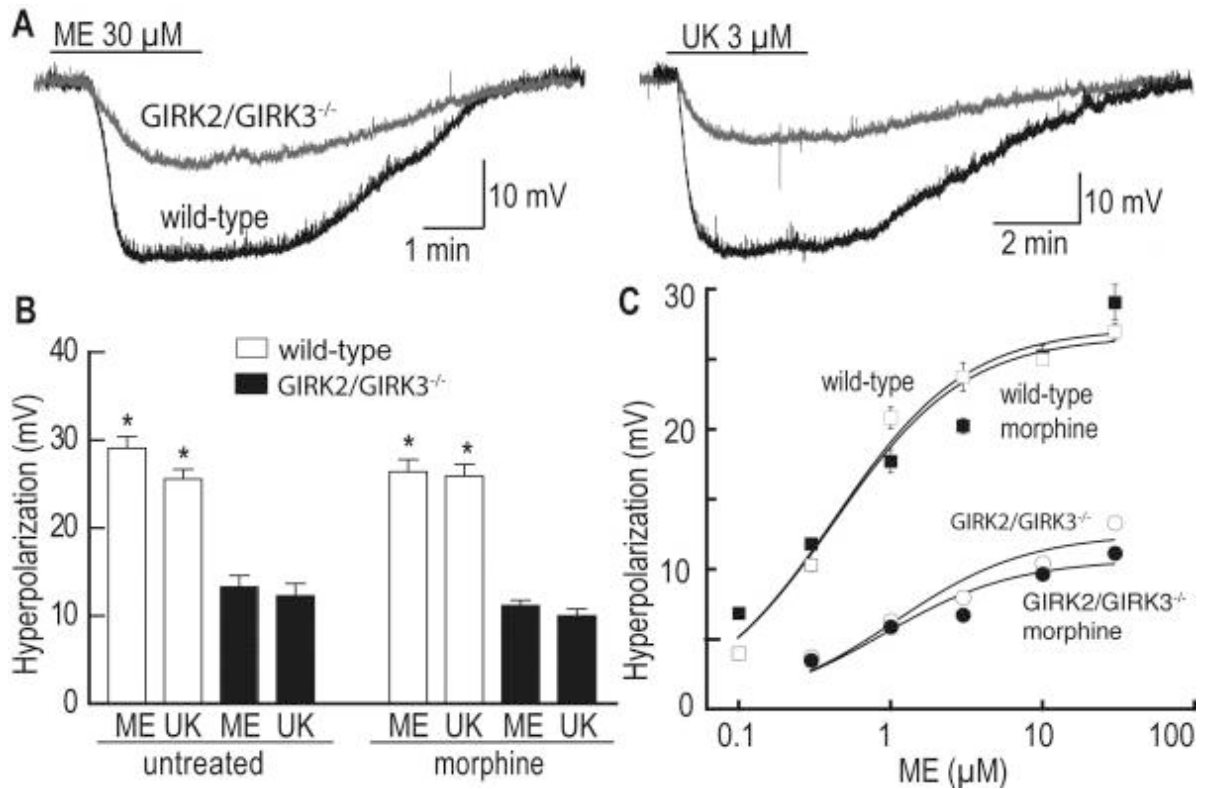 A
ME 30 µM
UK 3 µM
GIRK2/GIRK3-/-
wild-type
10 mV
1 min
10 mV
2 min
B
wild-type
GIRK2/GIRK3-/-
Hyperpolarization (mV)
40
30
20
10
0
* * * *
ME UK ME UK ME UK ME UK
untreated morphine
C
Hyperpolarization (mV)
30
20
10
0
wild-type
wild-type
morphine
GIRK2/GIRK3-/-
GIRK2/GIRK3-/-
morphine
0.1 1 10 100
ME (µM)